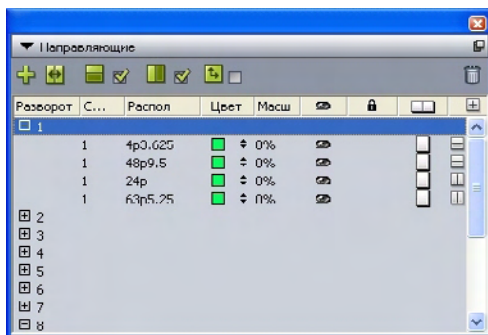 Направляющие
Разворот С... Распол Цвет Масш
1
1 4p3.625 0%
1 48p9.5 0%
1 24p 0%
1 63p5.25 0%
2
3
4
5
6
7
8